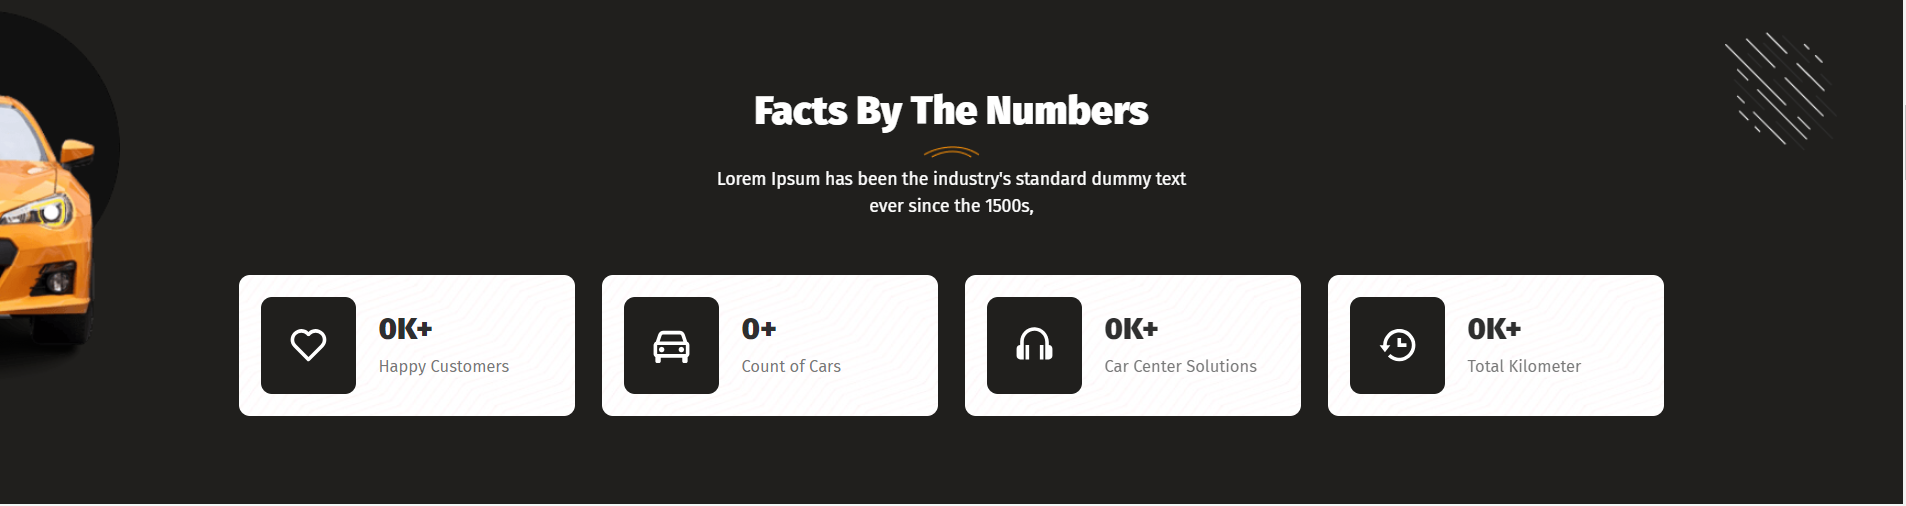 Facts By The Numbers
Lorem Ipsum has been the industry's standard dummy text
ever since the 1500s,
0K+
Happy Customers
0+
Count of Cars
0K+
Car Center Solutions
0K+
Total Kilometer